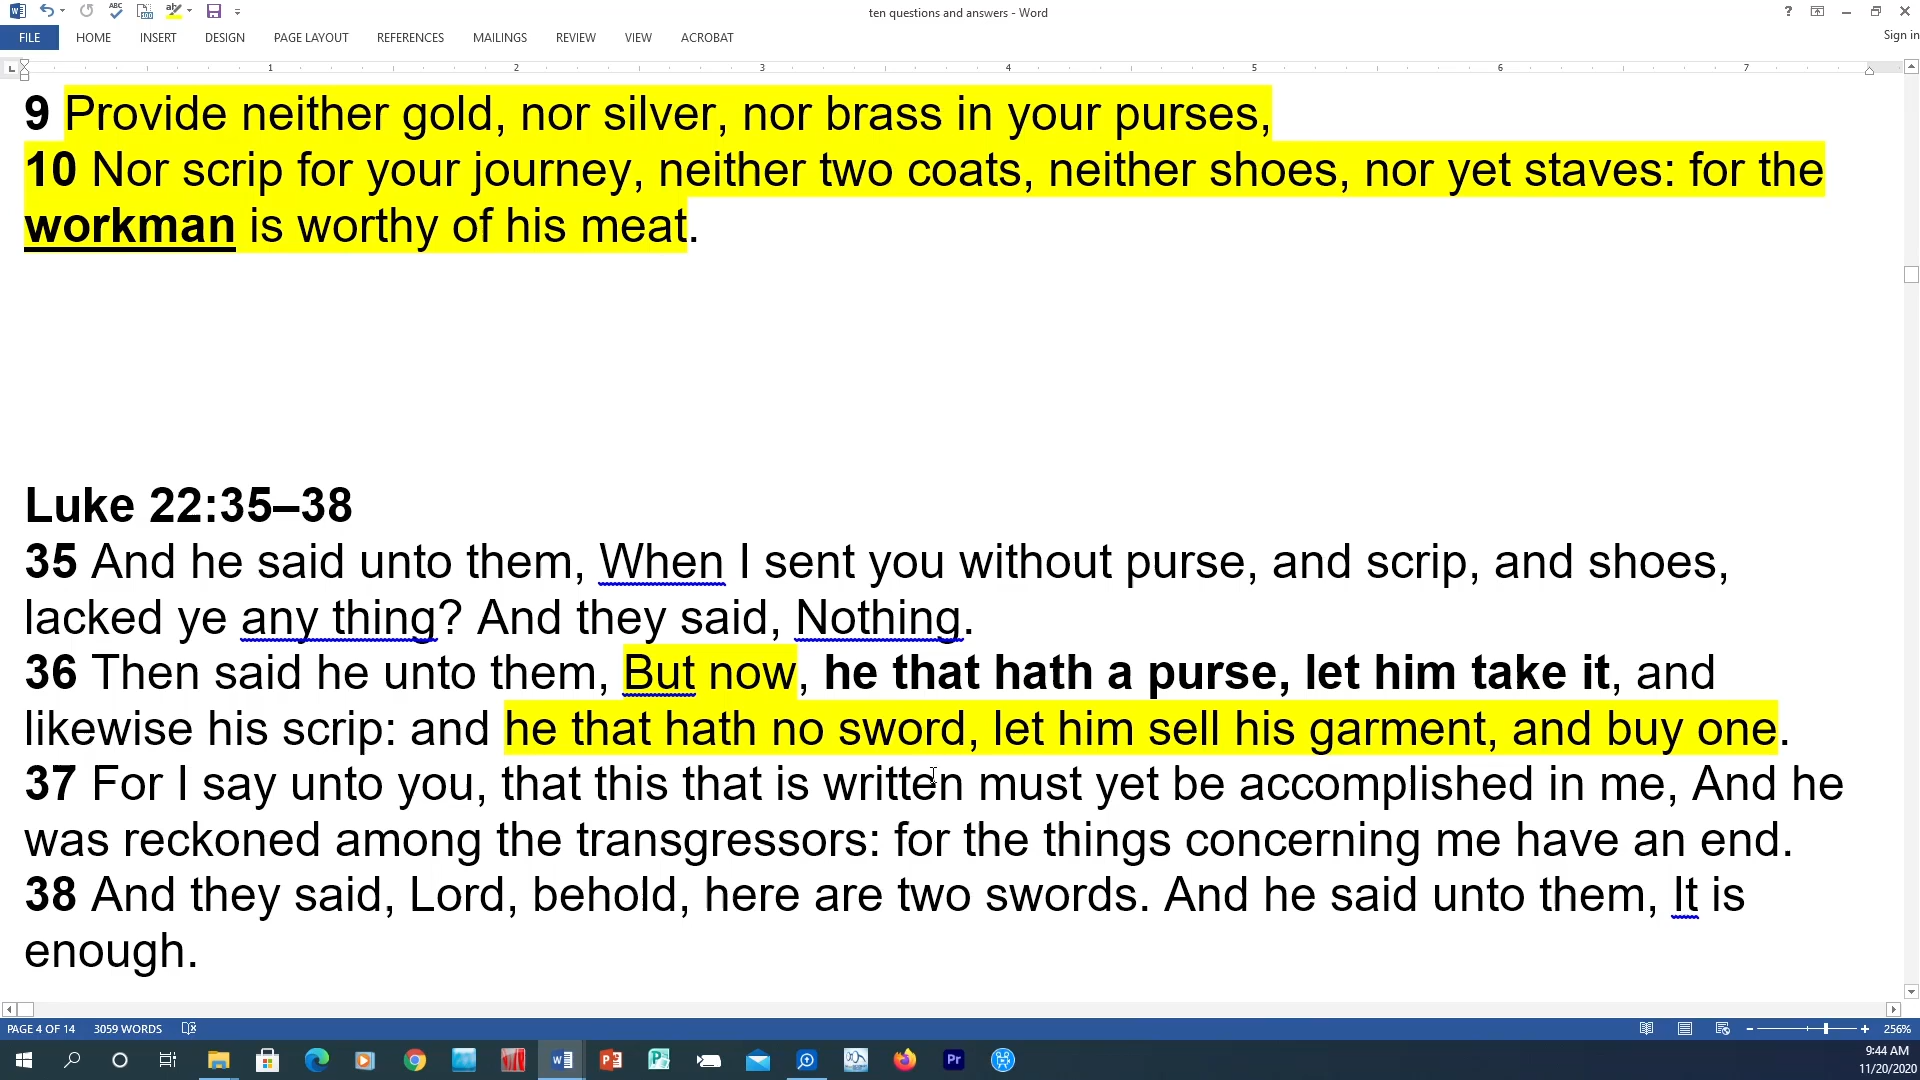 ten questions and answers - Word
Sign in
FILE HOME INSERT DESIGN PAGE LAYOUT REFERENCES MAILINGS REVIEW VIEW ACROBAT
1 2 3 4 5 6 7
9 Provide neither gold, nor silver, nor brass in your purses,
10 Nor scrip for your journey, neither two coats, neither shoes, nor yet staves: for the
workman is worthy of his meat.
Luke 22:35–38
35 And he said unto them, When I sent you without purse, and scrip, and shoes,
lacked ye any thing? And they said, Nothing.
36 Then said he unto them, But now, he that hath a purse, let him take it, and
likewise his scrip: and he that hath no sword, let him sell his garment, and buy one.
37 For I say unto you, that this that is written must yet be accomplished in me, And he
was reckoned among the transgressors: for the things concerning me have an end.
38 And they said, Lord, behold, here are two swords. And he said unto them, It is
enough.
PAGE 4 OF 14 3059 WORDS 256%
Pr
9:44 AM
11/20/2020